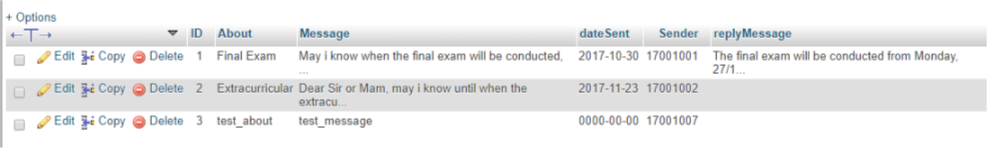 + Options
←T→ ▼ ID About Message dateSent Sender replyMessage
Edit Copy Delete 1 Final Exam May i know when the final exam will be conducted, 2017-10-30 17001001 The final exam will be conducted from Monday,
... 27/1...
Edit Copy Delete 2 Extracurricular Dear Sir or Mam, may i know until when the 2017-11-23 17001002
extracu...
Edit Copy Delete 3 test_about test_message 0000-00-00 17001007